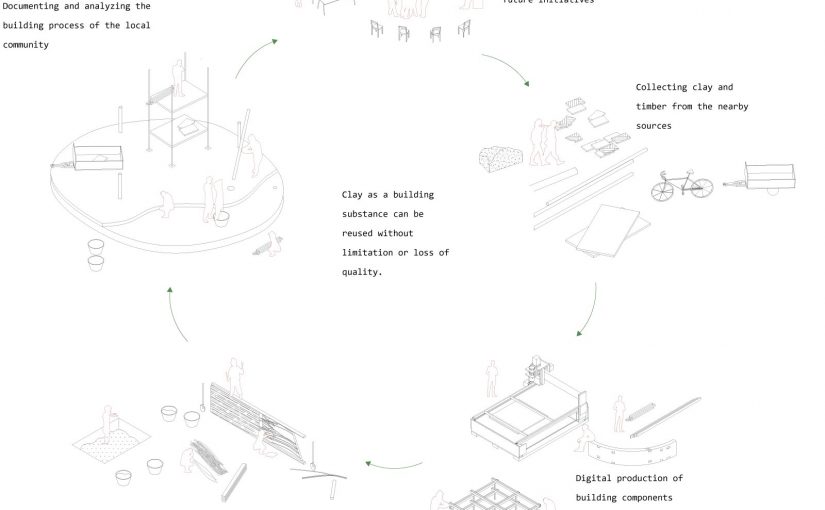 future initiatives
Documenting and analyzing the
building process of the local
community
Collecting clay and
timber from the nearby
sources
Clay as a building
substance can be
reused without
limitation or loss of
quality.
Digital production of
building components